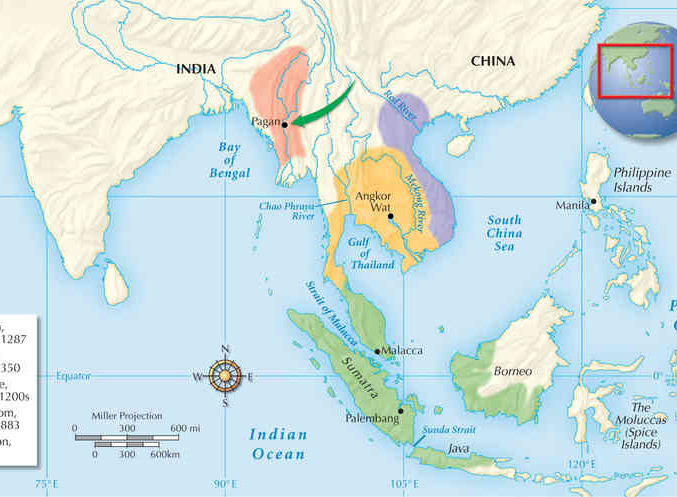 INDIA
CHINA
Red River
Pagan
Bay
of
Bengal
Philippine
Islands
Angkor
Wat
Mekong River
Chao Phraya
River
Manila
South
China
Sea
Gulf
of
Thailand
Strait of Malacca
1287
350
1200s
883
Malacca
N
W
E
S
Equator
0°
Borneo
Sumatra
Miller Projection
0 300 600 mi
0 300 600km
Palembang
The
Moluccas
(Spice
Islands)
Sunda Strait
Indian
Ocean
Java
75°E
90°E
105°E
120°E